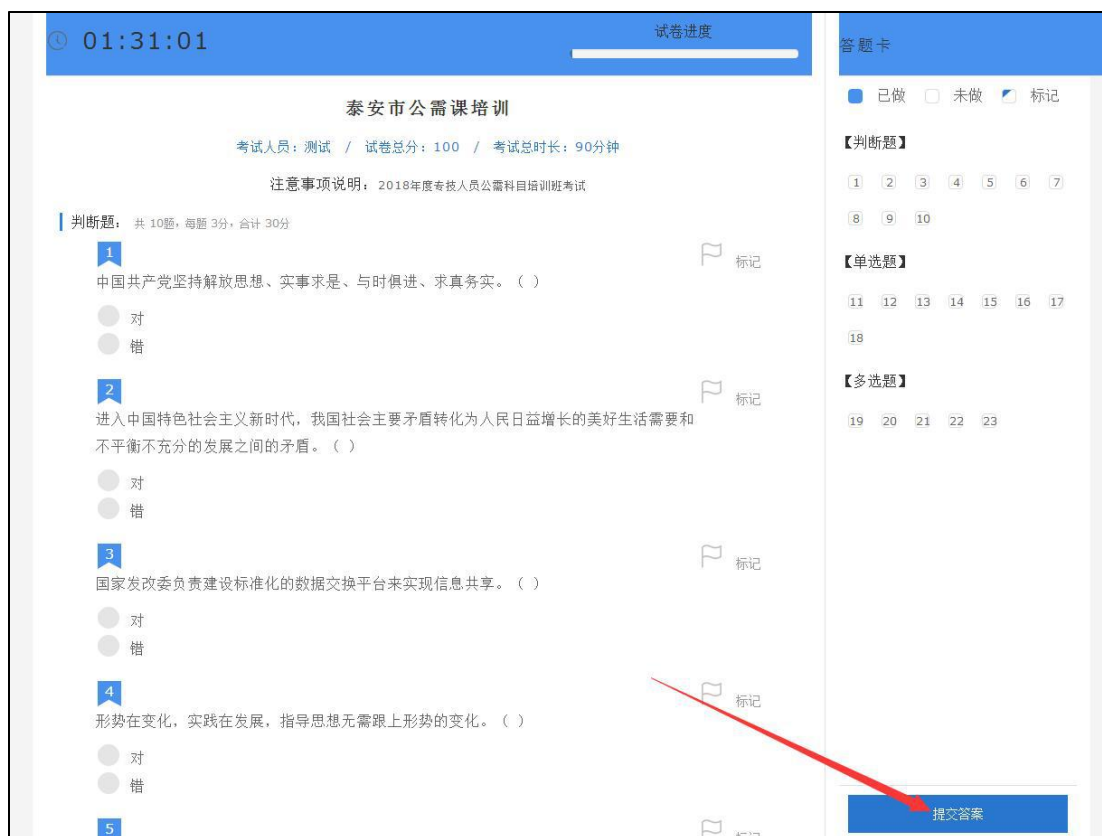 01:31:01
试卷进度
泰安市公需课培训
考试人员：测试 / 试卷总分：100 / 考试总时长：90分钟
注意事项说明：2018年度专技人员公需科目培训班考试
判断题： 共 10题，每题 3分，合计 30分
1
标记
中国共产党坚持解放思想、实事求是、与时俱进、求真务实。（ ）
对
错
2
标记
进入中国特色社会主义新时代，我国社会主要矛盾转化为人民日益增长的美好生活需要和
不平衡不充分的发展之间的矛盾。（ ）
对
错
3
标记
国家发改委负责建设标准化的数据交换平台来实现信息共享。（ ）
对
错
4
标记
形势在变化，实践在发展，指导思想无需跟上形势的变化。（ ）
对
错
5
标记
答题卡
已做 未做 标记
【判断题】
1 2 3 4 5 6 7
8 9 10
【单选题】
11 12 13 14 15 16 17
18
【多选题】
19 20 21 22 23
提交答案